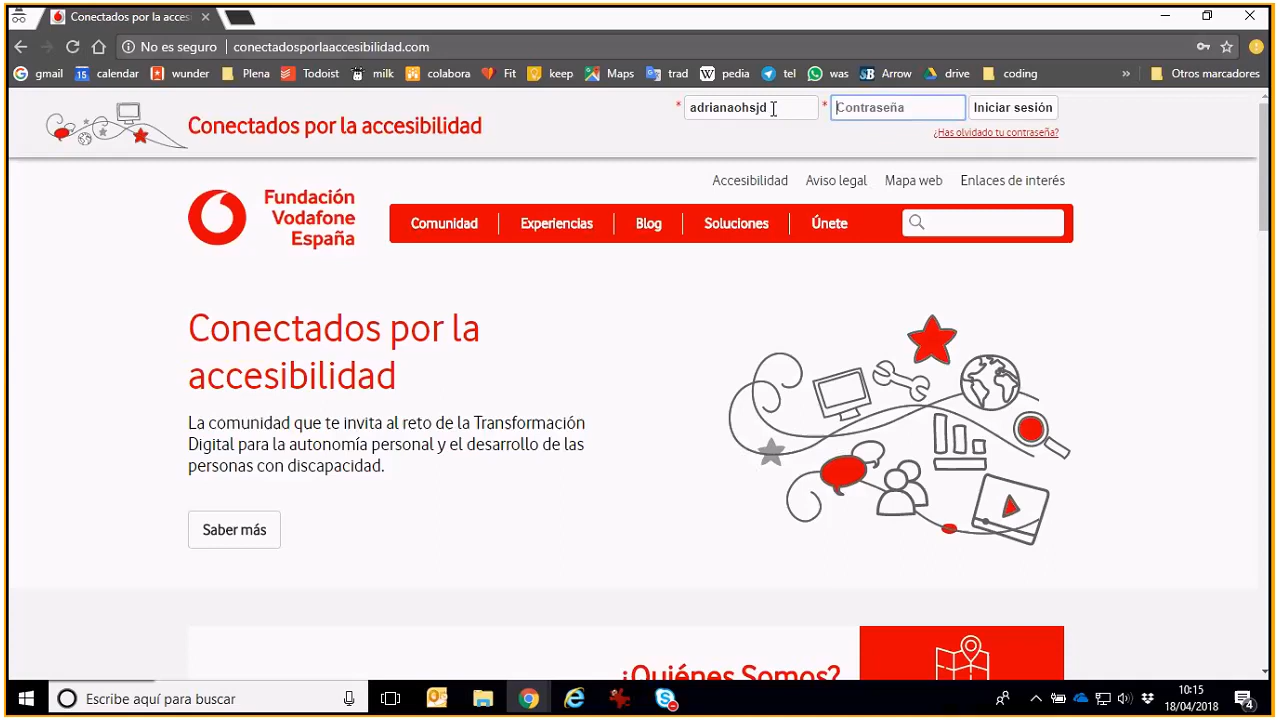 Conectados por la acces
No es seguro
conectadosporlaaccesibilidad.com
gmail
15
calendar
wunder
Plena
Todoist
milk
colabora
Fit
keep
Maps
trad
W
pedia
tel
was
Arrow
drive
coding
»
Otros marcadores
Conectados por la accesibilidad
* adrianaohsjd
* Contraseña
Iniciar sesión
¿Has olvidado tu contraseña?
Accesibilidad
Aviso legal
Mapa web
Enlaces de interés
Fundación
Vodafone
España
Comunidad
Experiencias
Blog
Soluciones
Únete
Conectados por la
accesibilidad
La comunidad que te invita al reto de la Transformación
Digital para la autonomía personal y el desarrollo de las
personas con discapacidad.
Saber más
¿Quiénes Somos?
Escribe aquí para buscar
10:15
18/04/2018
4